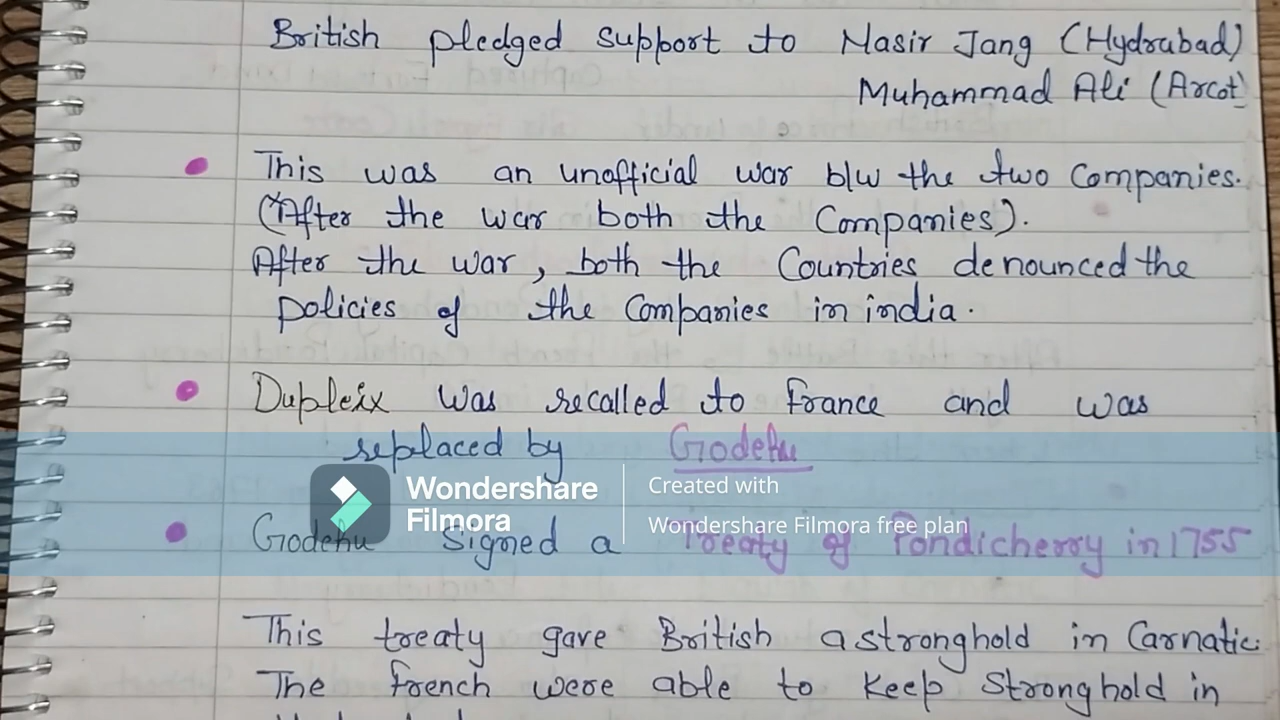 British pledged support to Nasir Jang (Hydrabad)
Muhammad Ali (Arcot)
This was an unofficial war b/w the two Companies.
(After the war both the Companies).
After the war, both the Countries denounced the
policies of the Companies in india.
Dupleix was recalled to france and was
replaced by Godehu
Wondershare
Filmora
Created with
Wondershare Filmora free plan
Godehu Signed a Treaty of Pondicherry in 1755
This treaty gave British a stronghold in Carnatic.
The french were able to Keep Stronghold in